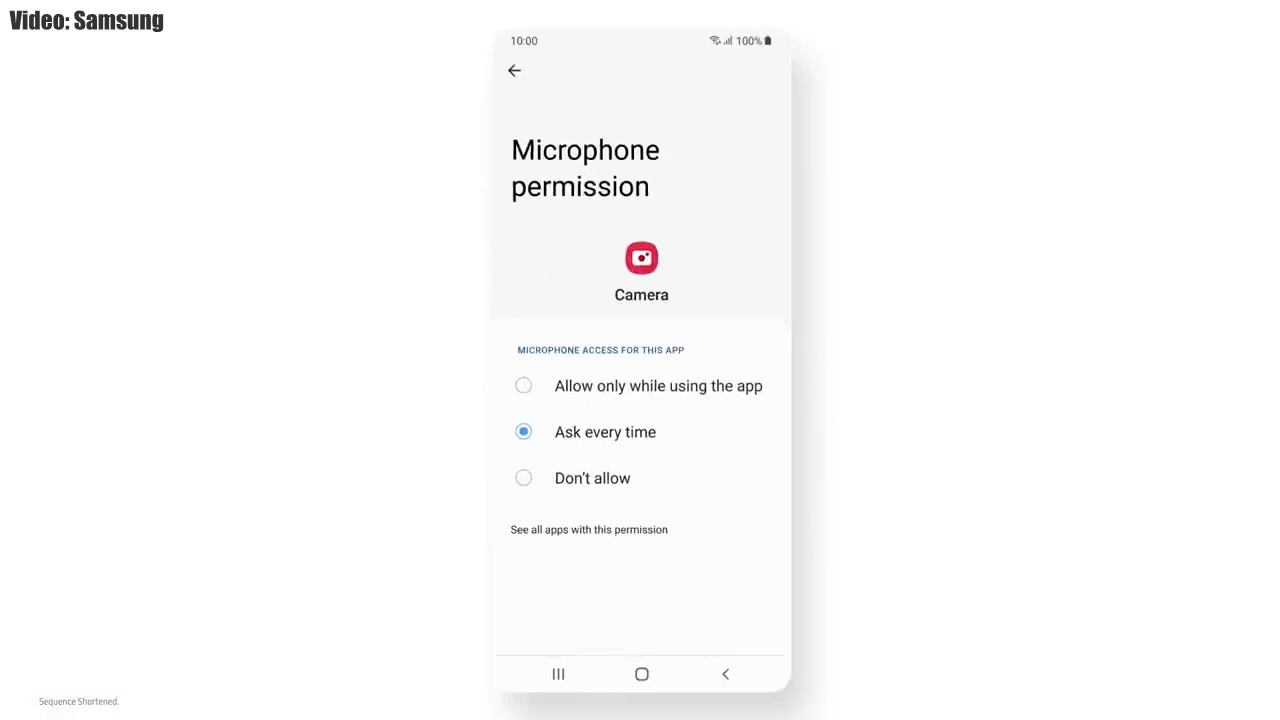 Video: Samsung
10:00
100%
Microphone
permission
Camera
MICROPHONE ACCESS FOR THIS APP
Allow only while using the app
Ask every time
Don't allow
See all apps with this permission
Sequence Shortened.